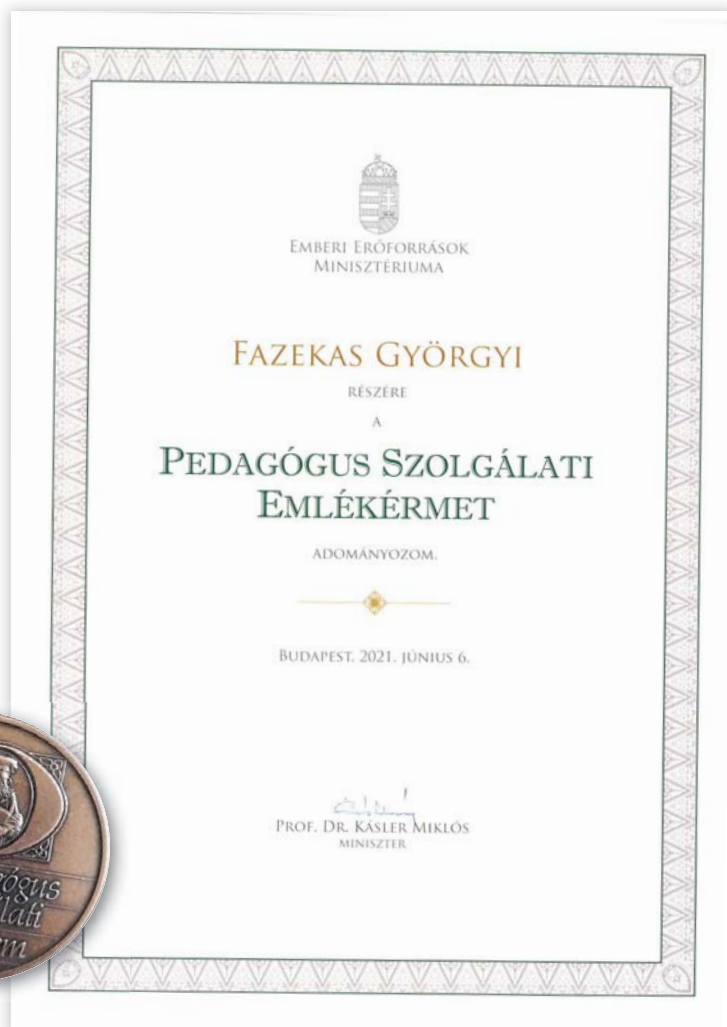 EMBERI ERŐFORRÁSOK
MINISZTÉRIUMA
FAZEKAS GYÖRGYI
RÉSZÉRE
A
PEDAGÓGUS SZOLGÁLATI
EMLÉKÉRMET
ADOMÁNYOZOM.
BUDAPEST, 2021. JÚNIUS 6.
PROF. DR. KÁSLER MIKLÓS
MINISZTER